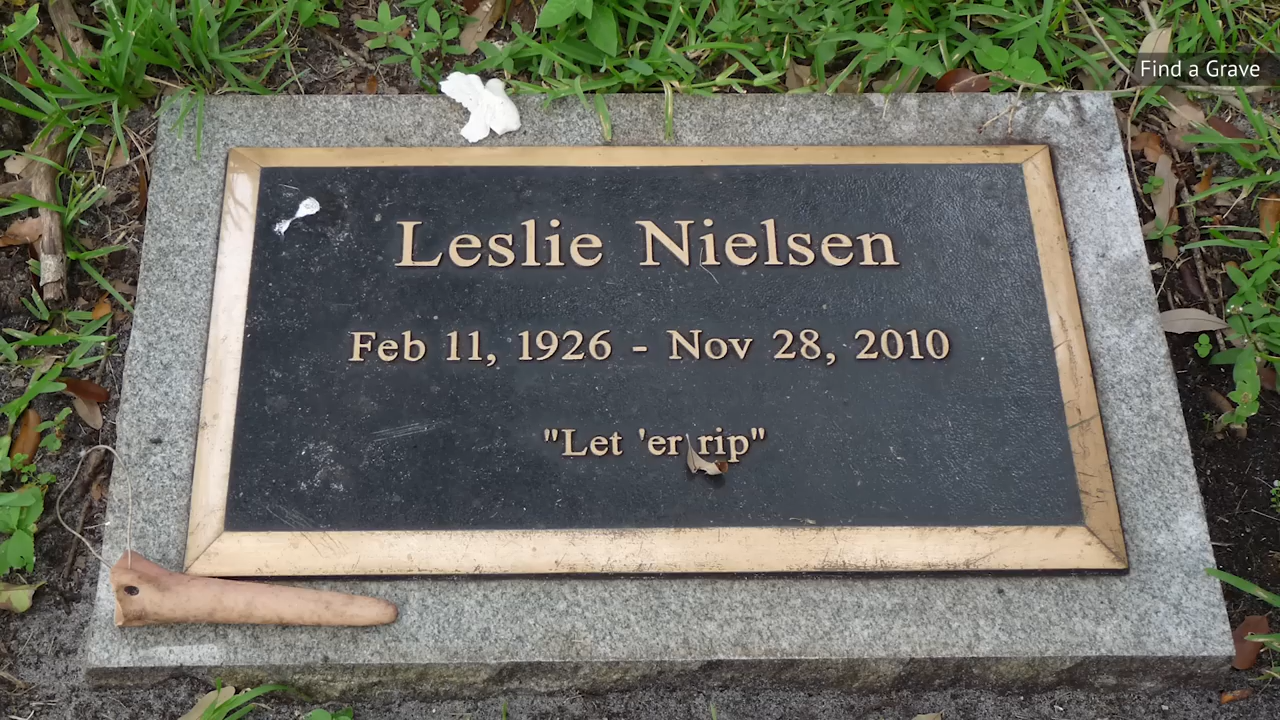 Find a Grave
Leslie Nielsen
Feb 11, 1926 - Nov 28, 2010
"Let 'er rip"